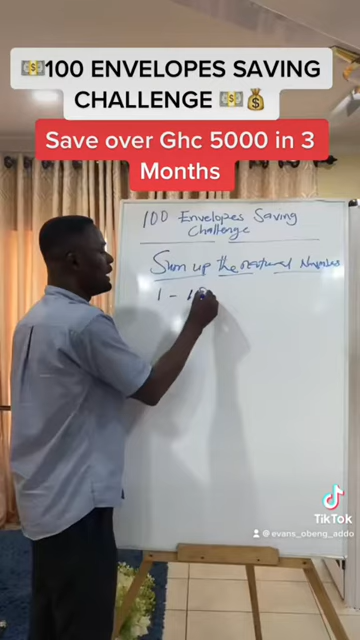 💵100 ENVELOPES SAVING
CHALLENGE 💵💰
Save over Ghc 5000 in 3
Months
100 Envelopes Saving
Challenge
Sum up the natural Numbers
1 - 10
TikTok
@evans_obeng_addo